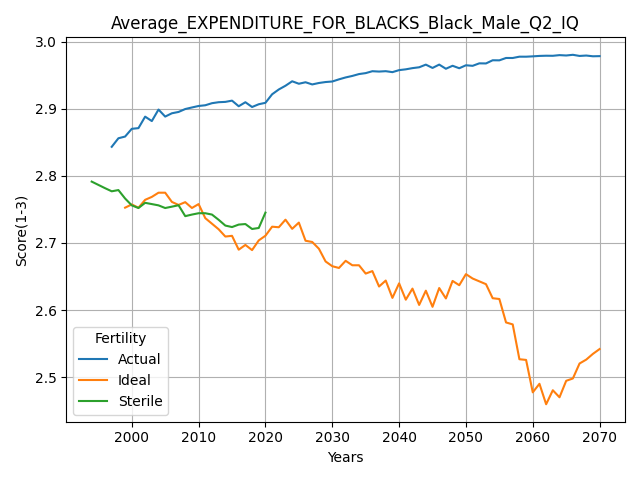 Average_EXPENDITURE_FOR_BLACKS_Black_Male_Q2_IQ
3.0
2.9
2.8
2.7
2.6
2.5
Score(1-3)
Fertility
Actual
Ideal
Sterile
2000 2010 2020 2030 2040 2050 2060 2070
Years